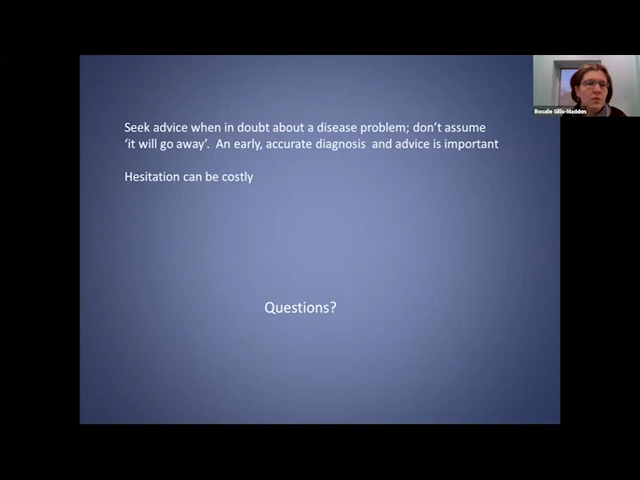 Seek advice when in doubt about a disease problem; don't assume
'it will go away'. An early, accurate diagnosis and advice is important
Hesitation can be costly
Questions?
Rosalie Gillis-Madden